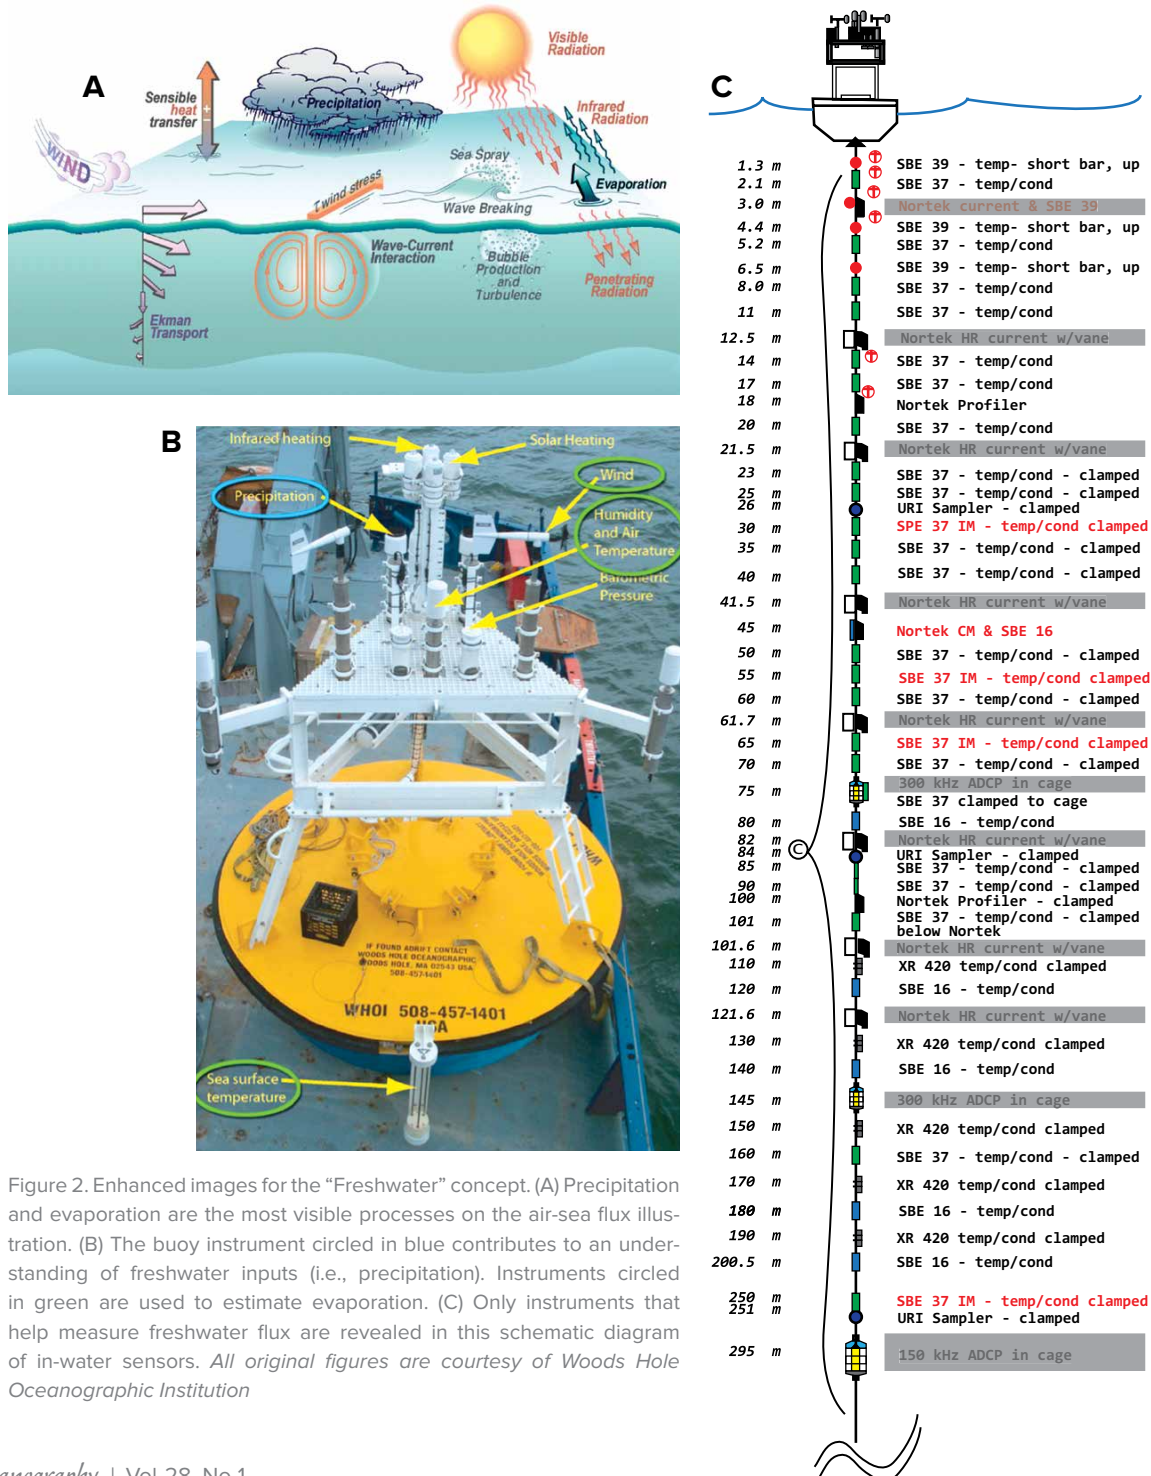 A
Sensible
heat
transfer
+
–
WIND
Precipitation
Visible
Radiation
Infrared
Radiation
Sea Spray
Evaporation
τ wind stress
Wave Breaking
Wave-Current
Interaction
Bubble
Production
and
Turbulence
Penetrating
Radiation
Ekman
Transport
B
Infrared heating
Solar Heating
Precipitation
Wind
Humidity
and Air
Temperature
Barometric
Pressure
IF FOUND ADRIFT CONTACT
WOODS HOLE OCEANOGRAPHIC
WOODS HOLE, MA 02543 USA
508-457-1401
WHOI 508-457-1401
USA
Sea surface
temperature
Figure 2. Enhanced images for the “Freshwater” concept. (A) Precipitation
and evaporation are the most visible processes on the air-sea flux illus-
tration. (B) The buoy instrument circled in blue contributes to an under-
standing of freshwater inputs (i.e., precipitation). Instruments circled
in green are used to estimate evaporation. (C) Only instruments that
help measure freshwater flux are revealed in this schematic diagram
of in-water sensors. All original figures are courtesy of Woods Hole
Oceanographic Institution
| Vol.28, No.1
C
1.3 m SBE 39 - temp- short bar, up
2.1 m SBE 37 - temp/cond
3.0 m Nortek current & SBE 39
4.4 m SBE 39 - temp- short bar, up
5.2 m SBE 37 - temp/cond
6.5 m SBE 39 - temp- short bar, up
8.0 m SBE 37 - temp/cond
11 m SBE 37 - temp/cond
12.5 m Nortek HR current w/vane
14 m SBE 37 - temp/cond
17 m SBE 37 - temp/cond
18 m Nortek Profiler
20 m SBE 37 - temp/cond
21.5 m Nortek HR current w/vane
23 m SBE 37 - temp/cond - clamped
25 m SBE 37 - temp/cond - clamped
26 m URI Sampler - clamped
30 m SPE 37 IM - temp/cond clamped
35 m SBE 37 - temp/cond - clamped
40 m SBE 37 - temp/cond - clamped
41.5 m Nortek HR current w/vane
45 m Nortek CM & SBE 16
50 m SBE 37 - temp/cond - clamped
55 m SBE 37 IM - temp/cond clamped
60 m SBE 37 - temp/cond - clamped
61.7 m Nortek HR current w/vane
65 m SBE 37 IM - temp/cond clamped
70 m SBE 37 - temp/cond - clamped
75 m 300 kHz ADCP in cage
SBE 37 clamped to cage
80 m SBE 16 - temp/cond
82 m Nortek HR current w/vane
84 m URI Sampler - clamped
85 m SBE 37 - temp/cond - clamped
C
90 m SBE 37 - temp/cond - clamped
100 m Nortek Profiler - clamped
101 m SBE 37 - temp/cond - clamped
below Nortek
101.6 m Nortek HR current w/vane
110 m XR 420 temp/cond clamped
120 m SBE 16 - temp/cond
121.6 m Nortek HR current w/vane
130 m XR 420 temp/cond clamped
140 m SBE 16 - temp/cond
145 m 300 kHz ADCP in cage
150 m XR 420 temp/cond clamped
160 m SBE 37 - temp/cond - clamped
170 m XR 420 temp/cond clamped
180 m SBE 16 - temp/cond
190 m XR 420 temp/cond clamped
200.5 m SBE 16 - temp/cond
250 m SBE 37 IM - temp/cond clamped
251 m URI Sampler - clamped
295 m 150 kHz ADCP in cage